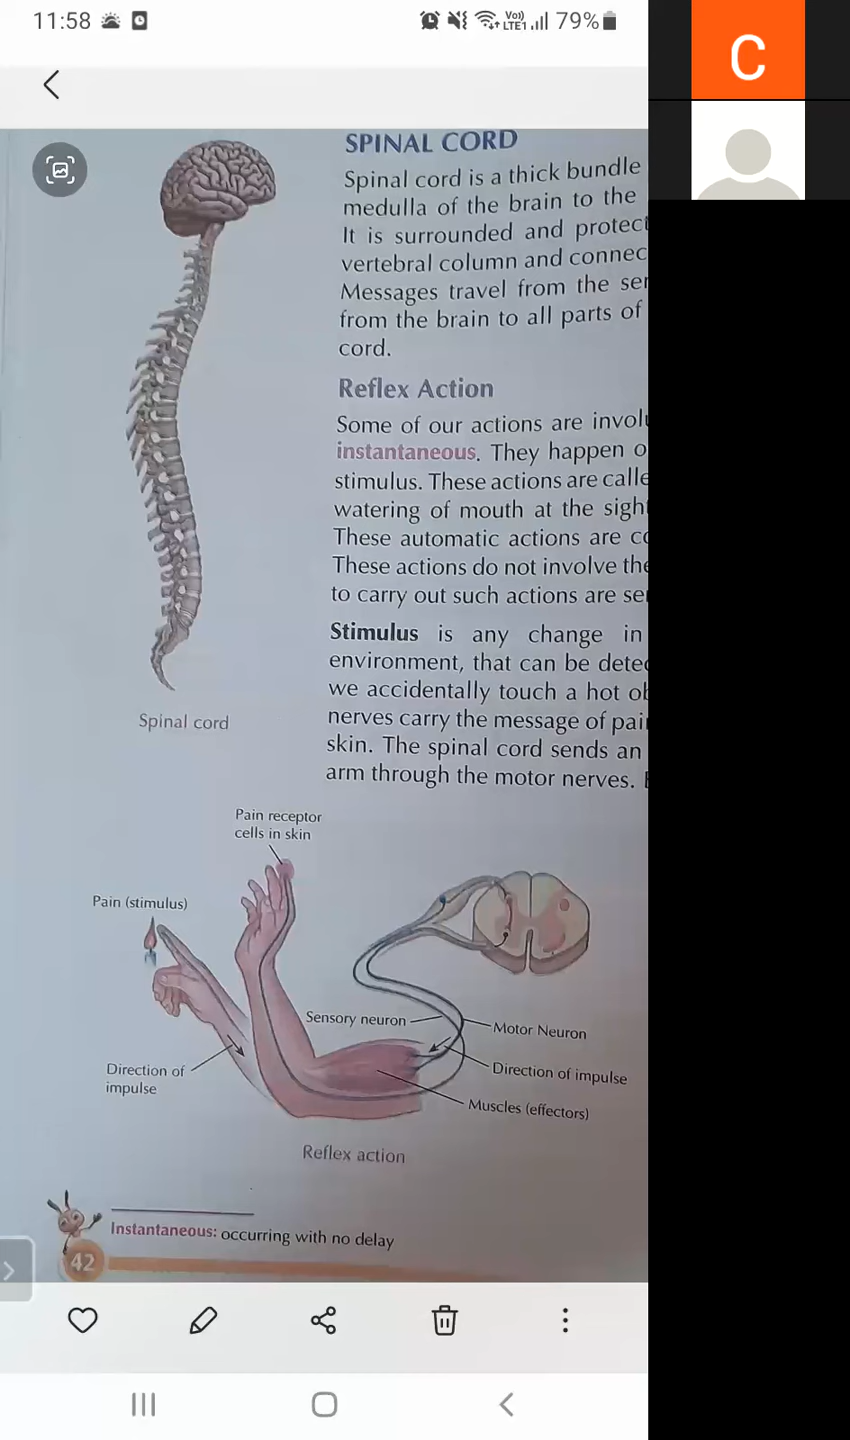 11:58
Vo))
LTE1
79%
C
SPINAL CORD
Spinal cord is a thick bundle
medulla of the brain to the
It is surrounded and protect
vertebral column and connec
Messages travel from the ser
from the brain to all parts of
cord.
Reflex Action
Some of our actions are invol
instantaneous. They happen o
stimulus. These actions are calle
watering of mouth at the sight
These automatic actions are co
These actions do not involve the
to carry out such actions are se
Stimulus is any change in
environment, that can be dete
we accidentally touch a hot ob
nerves carry the message of pai
skin. The spinal cord sends an
arm through the motor nerves.
Spinal cord
Pain receptor
cells in skin
Pain (stimulus)
Sensory neuron
Motor Neuron
Direction of
impulse
Direction of impulse
Muscles (effectors)
Reflex action
Instantaneous: occurring with no delay
42